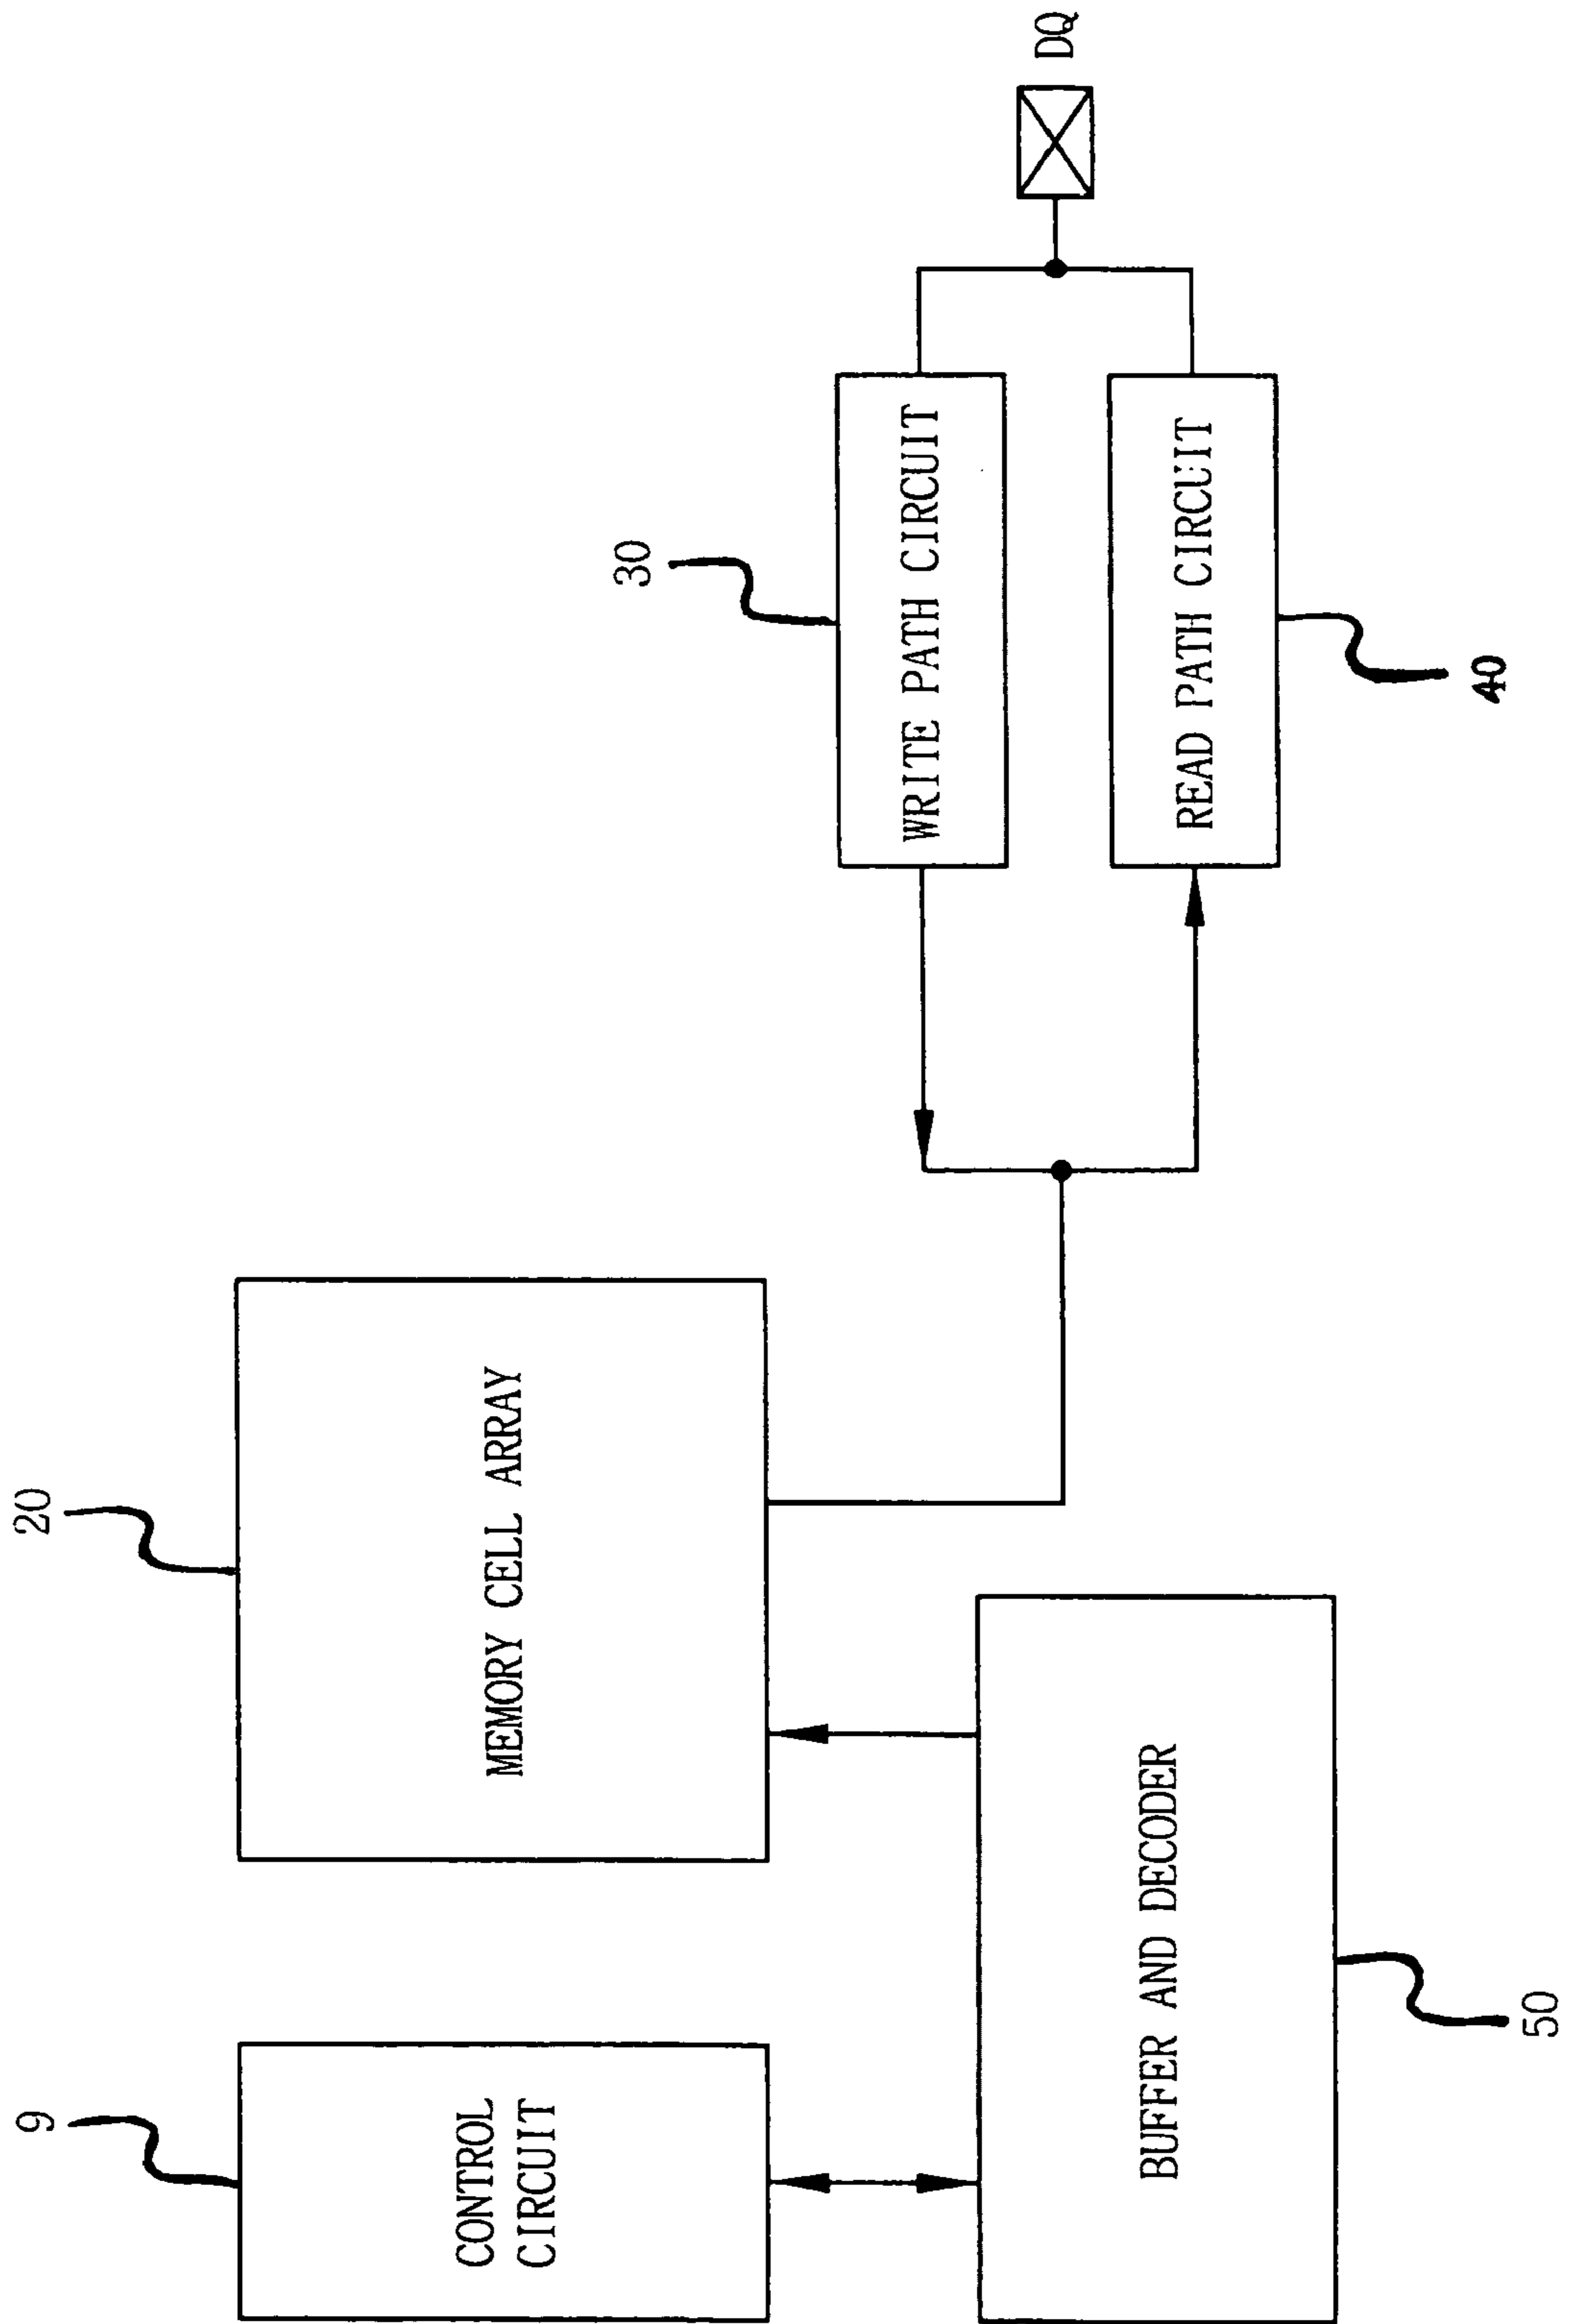 9
CONTROL
CIRCUIT
20
MEMORY CELL ARRAY
BUFFER AND DECODER
50
30
WRITE PATH CIRCUIT
READ PATH CIRCUIT
40
DQ